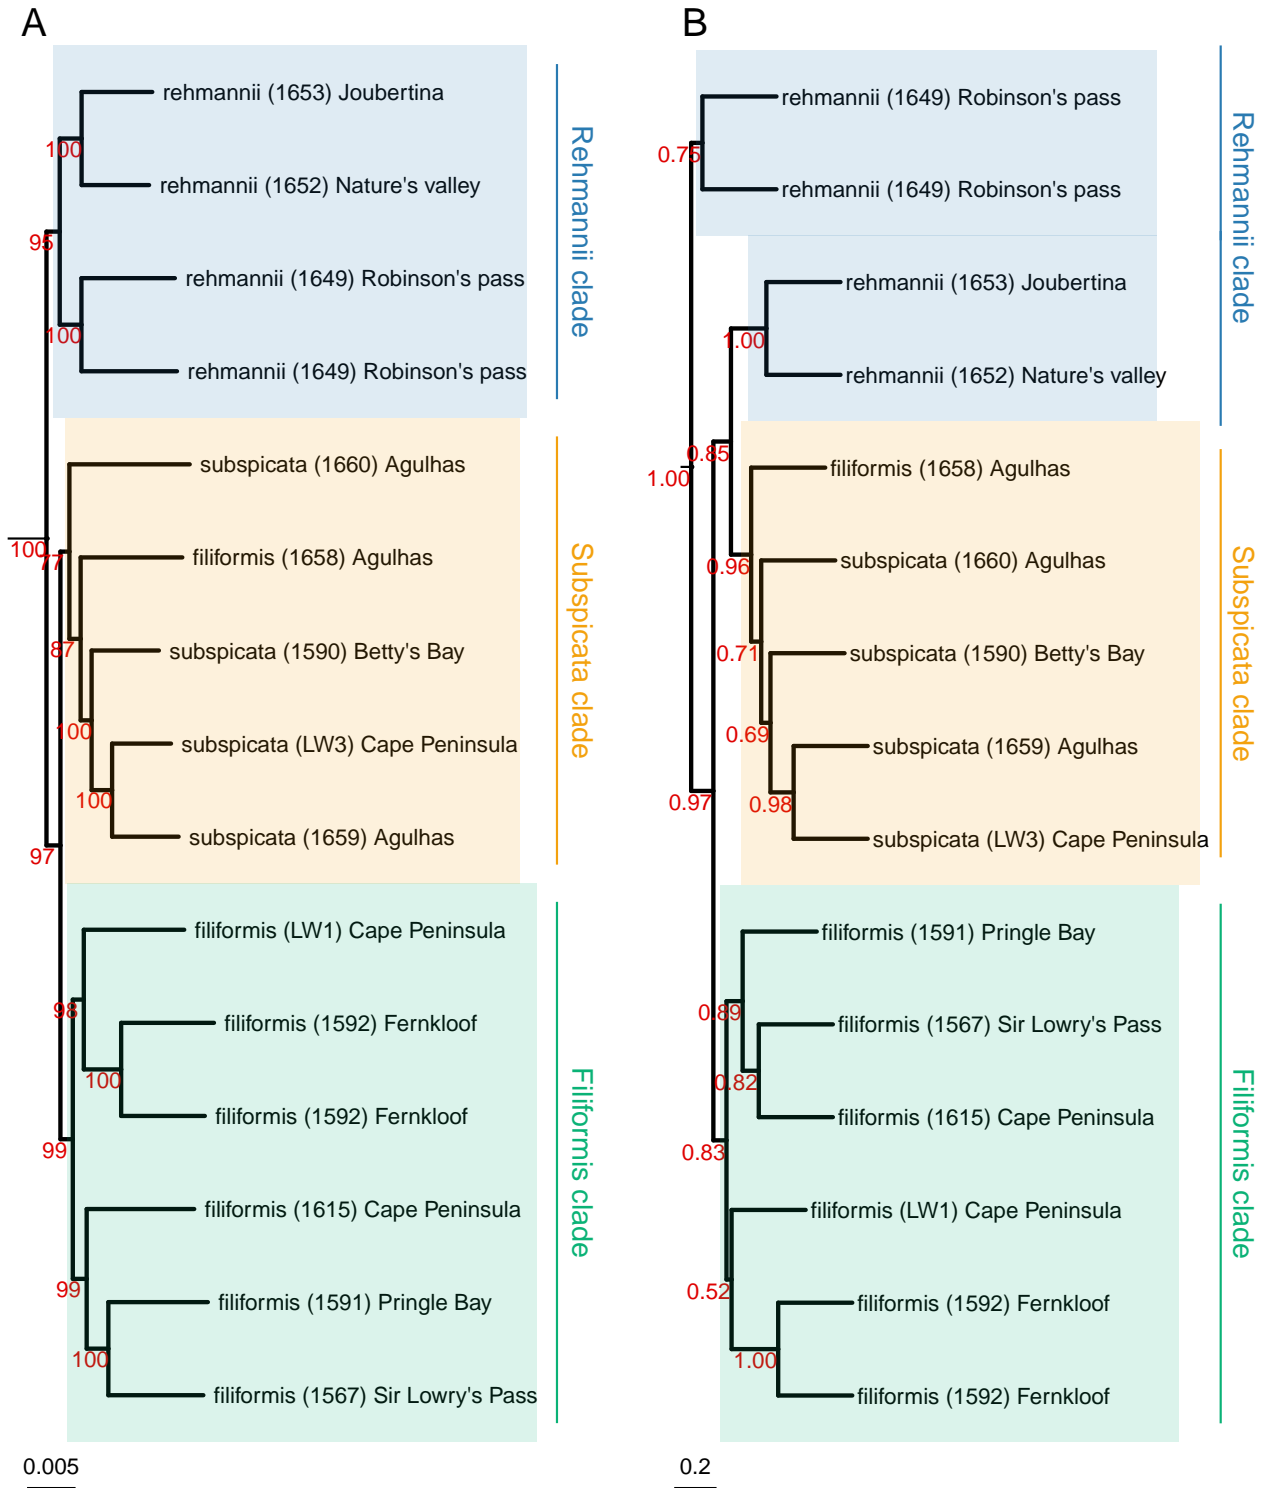 A
rehmannii (1653) Joubertina
100
rehmannii (1652) Nature's valley
95
rehmannii (1649) Robinson's pass
100
rehmannii (1649) Robinson's pass
Rehmannii clade
subspicata (1660) Agulhas
100
77
filiformis (1658) Agulhas
87
subspicata (1590) Betty's Bay
100
subspicata (LW3) Cape Peninsula
100
subspicata (1659) Agulhas
97
Subspicata clade
filiformis (LW1) Cape Peninsula
98
filiformis (1592) Fernkloof
100
filiformis (1592) Fernkloof
99
filiformis (1615) Cape Peninsula
99
filiformis (1591) Pringle Bay
100
filiformis (1567) Sir Lowry's Pass
Filiformis clade
0.005
B
rehmannii (1649) Robinson's pass
0.75
rehmannii (1649) Robinson's pass
rehmannii (1653) Joubertina
1.00
rehmannii (1652) Nature's valley
Rehmannii clade
0.85
1.00
filiformis (1658) Agulhas
subspicata (1660) Agulhas
0.96
subspicata (1590) Betty's Bay
0.71
0.69
subspicata (1659) Agulhas
0.97
0.98
subspicata (LW3) Cape Peninsula
Subspicata clade
filiformis (1591) Pringle Bay
0.89
filiformis (1567) Sir Lowry's Pass
0.82
filiformis (1615) Cape Peninsula
0.83
filiformis (LW1) Cape Peninsula
0.52
filiformis (1592) Fernkloof
1.00
filiformis (1592) Fernkloof
Filiformis clade
0.2